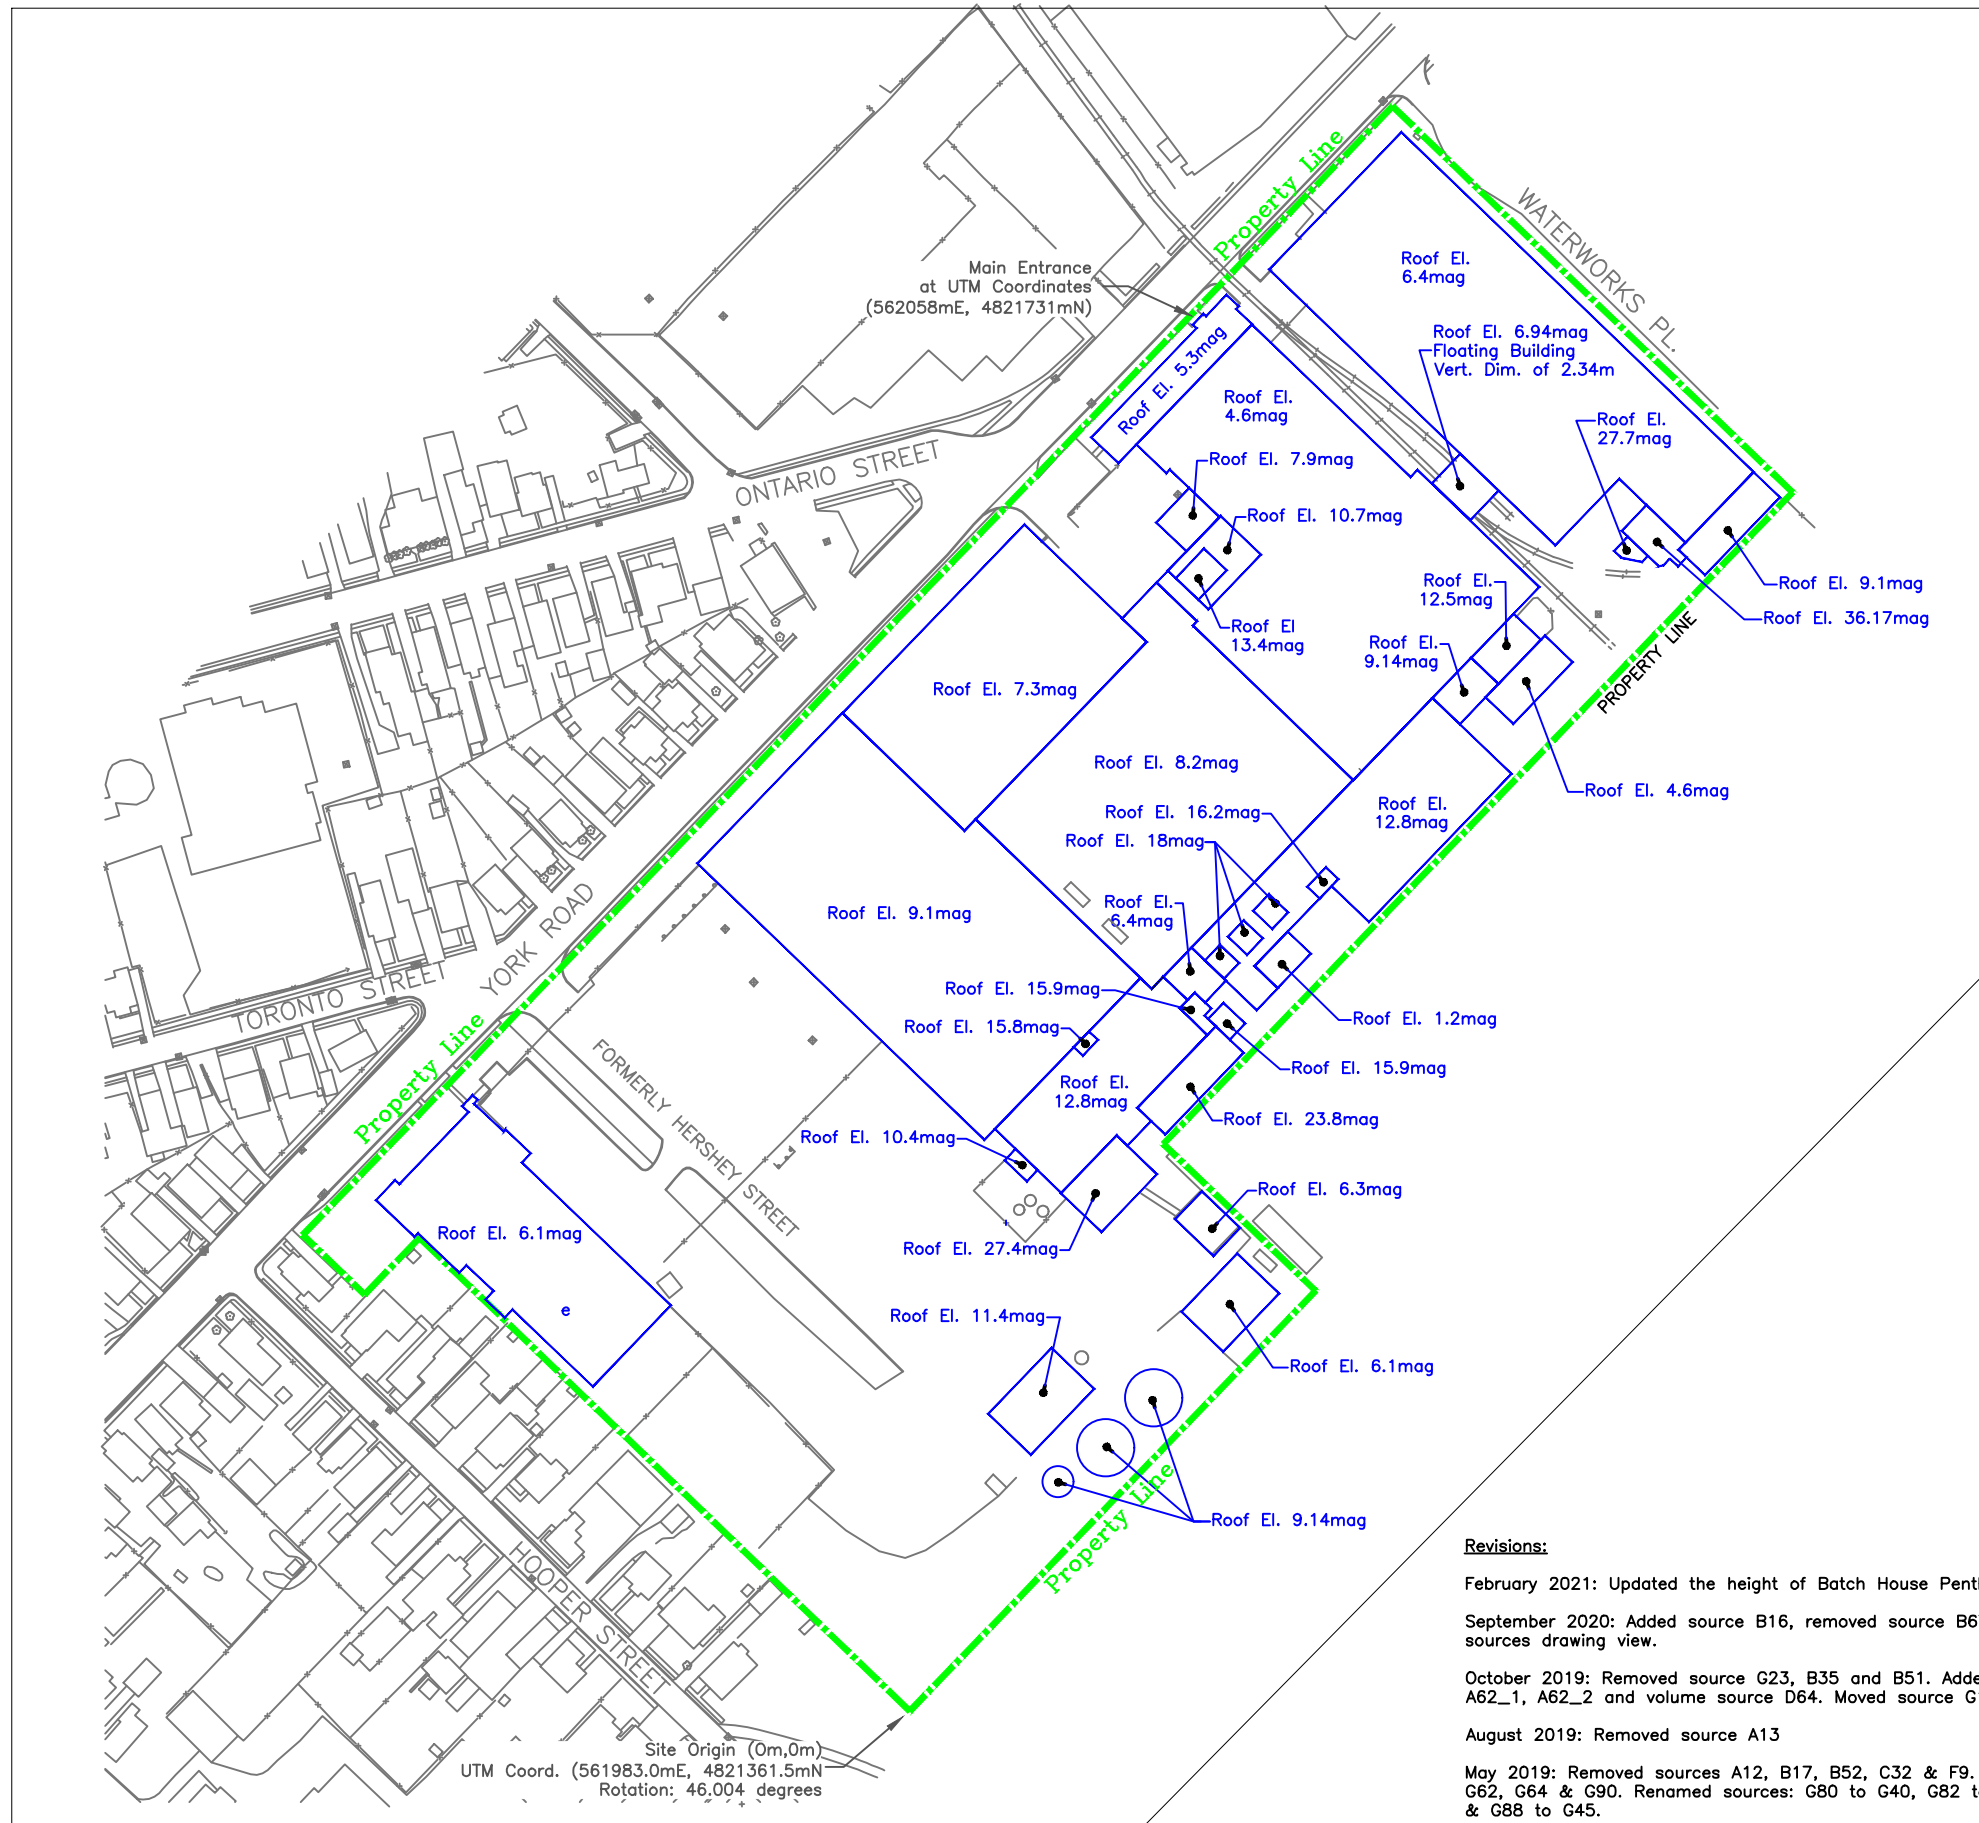 Property Line
WATERWORKS PL.
Main Entrance
at UTM Coordinates
(562058mE, 4821731mN)
Roof El.
6.4mag
Roof El. 6.94mag
Floating Building
Vert. Dim. of 2.34m
Roof El. 5.3mag
Roof El.
4.6mag
Roof El.
27.7mag
ONTARIO STREET
Roof El. 7.9mag
Roof El. 10.7mag
Roof El.
12.5mag
Roof El. 9.1mag
Roof El. 36.17mag
Roof El
13.4mag
Roof El.
9.14mag
PROPERTY LINE
Roof El. 7.3mag
Roof El. 8.2mag
Roof El. 4.6mag
Roof El. 16.2mag
Roof El.
12.8mag
Roof El. 18mag
Roof El.
6.4mag
Roof El. 9.1mag
YORK ROAD
TORONTO STREET
Roof El. 15.9mag
Roof El. 15.8mag
Roof El. 1.2mag
Property Line
FORMERLY HERSHEY STREET
Roof El. 15.9mag
Roof El.
12.8mag
Roof El. 23.8mag
Roof El. 10.4mag
Roof El. 6.3mag
Roof El. 6.1mag
Roof El. 27.4mag
e
Roof El. 11.4mag
Roof El. 6.1mag
Roof El. 9.14mag
Property Line
HOOPER STREET
Site Origin (0m,0m)
UTM Coord. (561983.0mE, 4821361.5mN
Rotation: 46.004 degrees
Revisions:
February 2021: Updated the height of Batch House
September 2020: Added source B16, removed source
sources drawing view.
October 2019: Removed source G23, B35 and B51.
A62_1, A62_2 and volume source D64. Moved source
August 2019: Removed source A13
May 2019: Removed sources A12, B17, B52, C32 & F9.
G62, G64 & G90. Renamed sources: G80 to G40, G82
& G88 to G45.